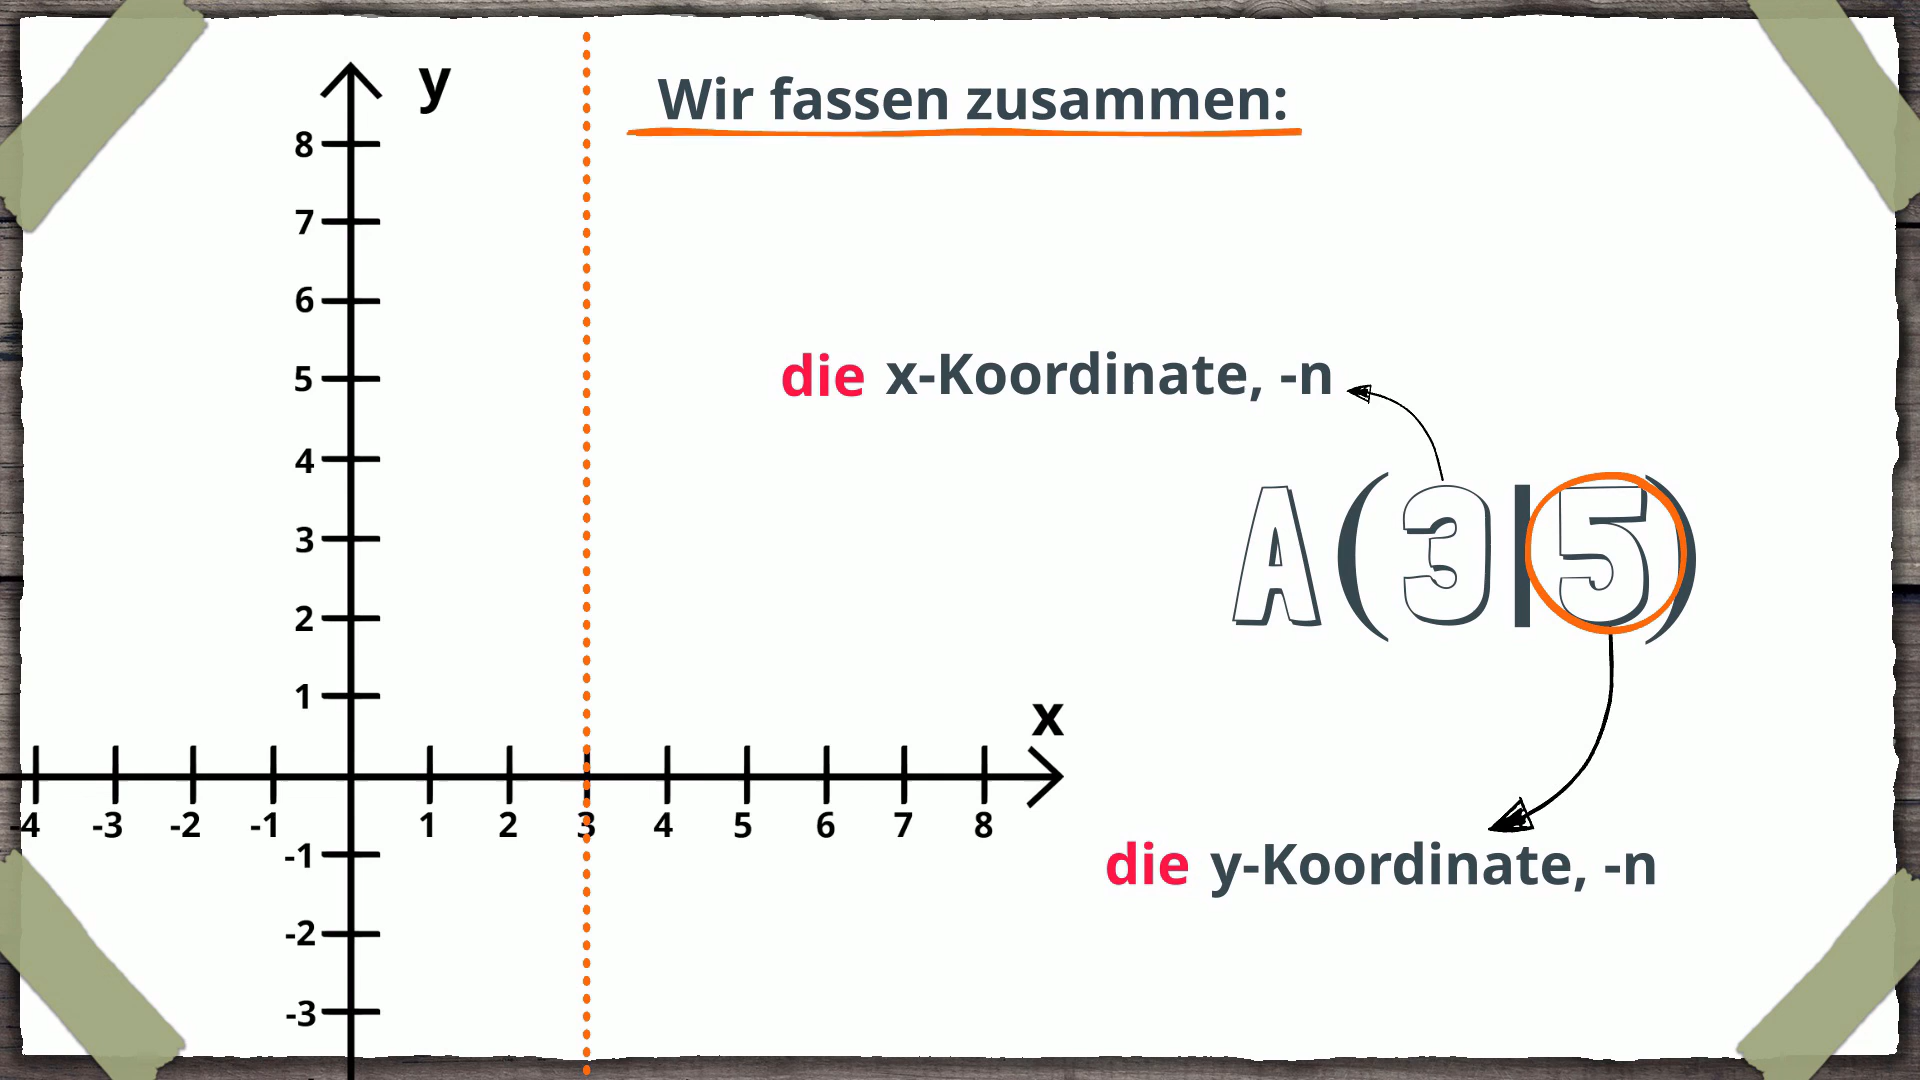 y
Wir fassen zusammen:
8
7
6
5
4
3
2
1
die x-Koordinate, -n
A(3|5)
x
-4 -3 -2 -1 1 2 3 4 5 6 7 8
-1
-2
-3
die y-Koordinate, -n